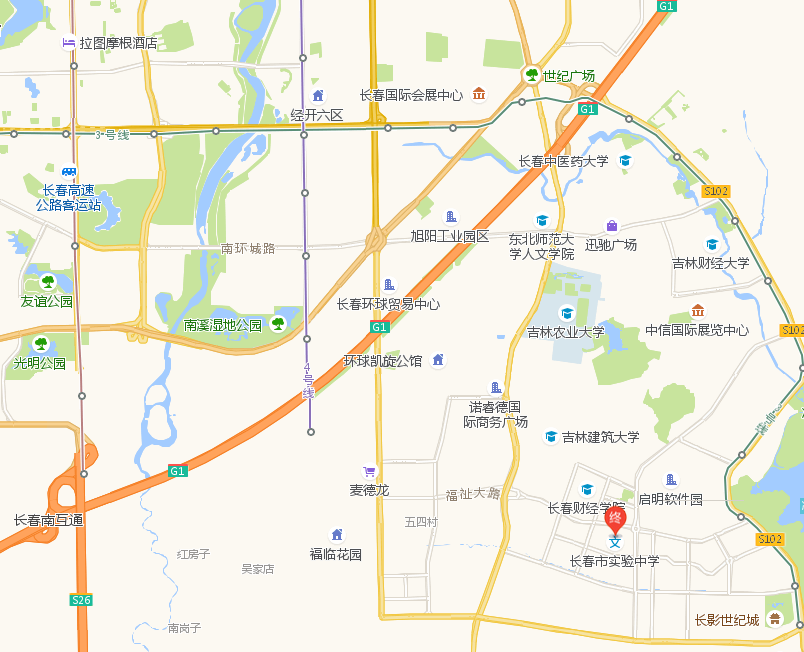 G1
拉图摩根酒店
世纪广场
长春国际会展中心
经开六区
G1
3号线
长春中医药大学
长春高速
公路客运站
S102
旭阳工业园区
东北师范大
学人文学院
迅驰广场
南环城路
吉林财经大学
友谊公园
长春环球贸易中心
南溪湿地公园
G1
吉林农业大学
中信国际展览中心
S102
光明公园
环球凯旋公馆
4号线
诺睿德国
际商务广场
吉林建筑大学
G1
麦德龙
福祉大路
长春财经学院
启明软件园
长春南互通
五四村
终
文
S102
红房子
福临花园
长春市实验中学
吴家店
S26
长影世纪城
南岗子